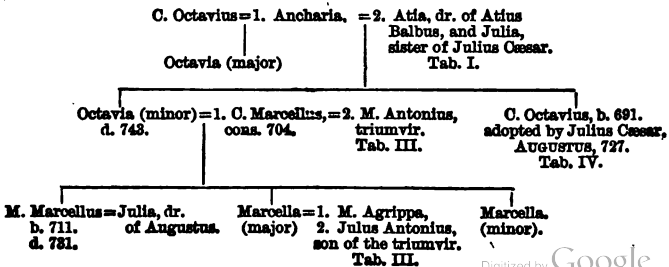 C. Octavius=1. Ancharia, =2. Atia, dr. of Atius
Balbus, and Julia,
sister of Julius Cæsar.
Octavia (major) Tab. I.
Octavia (minor)=1. C. Marcellus,=2. M. Antonius, C. Octavius, b. 691.
d. 743. cons. 704. triumvir. adopted by Julius Cæsar,
Tab. III. AUGUSTUS, 727.
Tab. IV.
M. Marcellus=Julia, dr. Marcella=1. M. Agrippa, Marcella.
b. 711. of Augustus. (major) 2. Julus Antonius, (minor).
d. 731. son of the triumvir.
Tab. III.
Digitized by Google